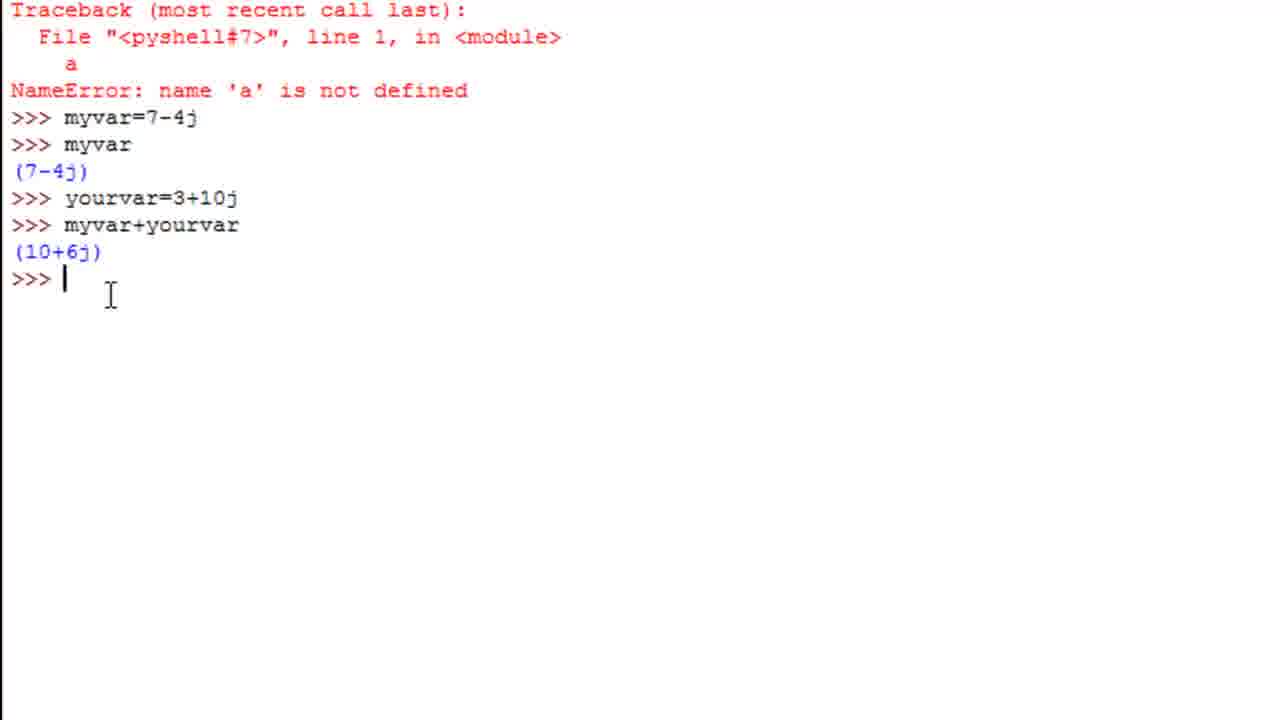 Traceback (most recent call last):
  File "<pyshell#7>", line 1, in <module>
    a
NameError: name 'a' is not defined
>>> myvar=7-4j
>>> myvar
(7-4j)
>>> yourvar=3+10j
>>> myvar+yourvar
(10+6j)
>>>